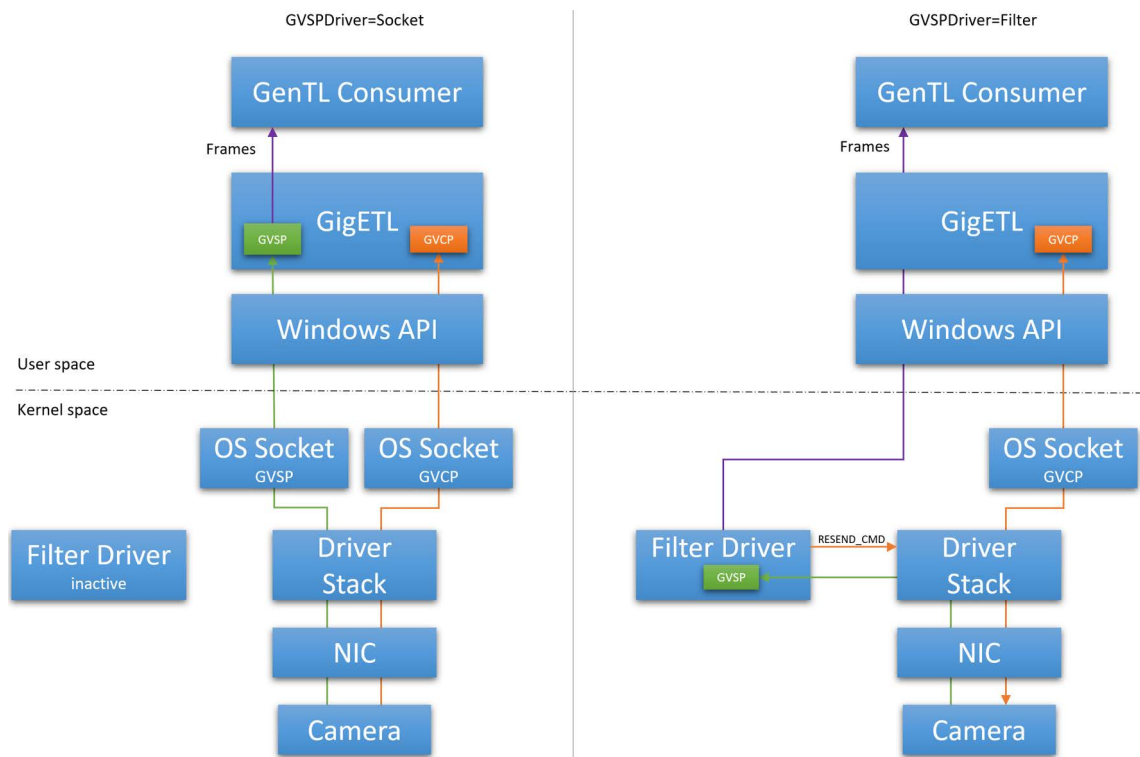 GVSPDriver=Socket
GenTL Consumer
Frames
GigETL
GVSP
GVCP
Windows API
User space
Kernel space
OS Socket
GVSP
OS Socket
GVCP
Filter Driver
inactive
Driver
Stack
NIC
Camera
GVSPDriver=Filter
GenTL Consumer
Frames
GigETL
GVCP
Windows API
OS Socket
GVCP
Filter Driver
GVSP
RESEND_CMD
Driver
Stack
NIC
Camera